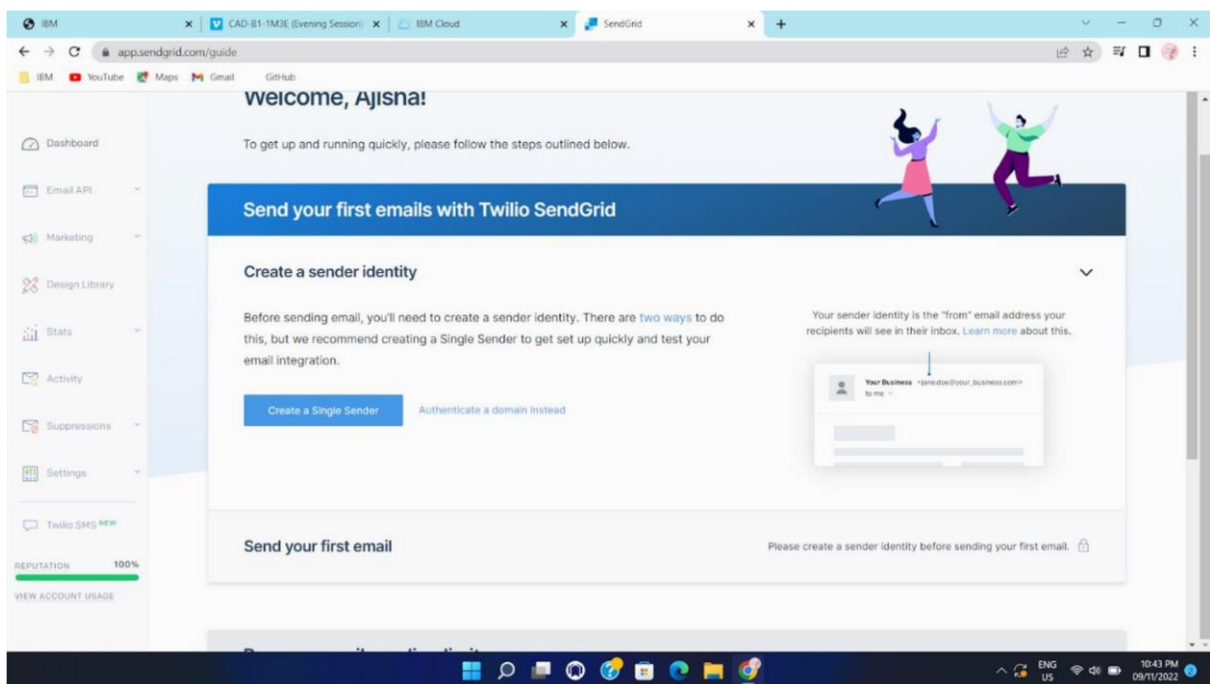 IBM
CAD-B1-1M3E (Evening Session)
IBM Cloud
SendGrid
app.sendgrid.com/guide
IBM
YouTube
Maps
Gmail
GitHub
Welcome, Ajisha!
To get up and running quickly, please follow the steps outlined below.
Dashboard
Email API
Marketing
Design Library
Stats
Activity
Suppressions
Settings
Twilio SMS NEW
REPUTATION 100%
VIEW ACCOUNT USAGE
Send your first emails with Twilio SendGrid
Create a sender identity
Before sending email, you'll need to create a sender identity. There are two ways to do
this, but we recommend creating a Single Sender to get set up quickly and test your
email integration.
Create a Single Sender
Authenticate a domain instead
Your sender identity is the "from" email address your
recipients will see in their inbox. Learn more about this.
Your Business <jane.doe@your_business.com>
to me
Send your first email
Please create a sender identity before sending your first email.
ENG
US
10:43 PM
09/11/2022